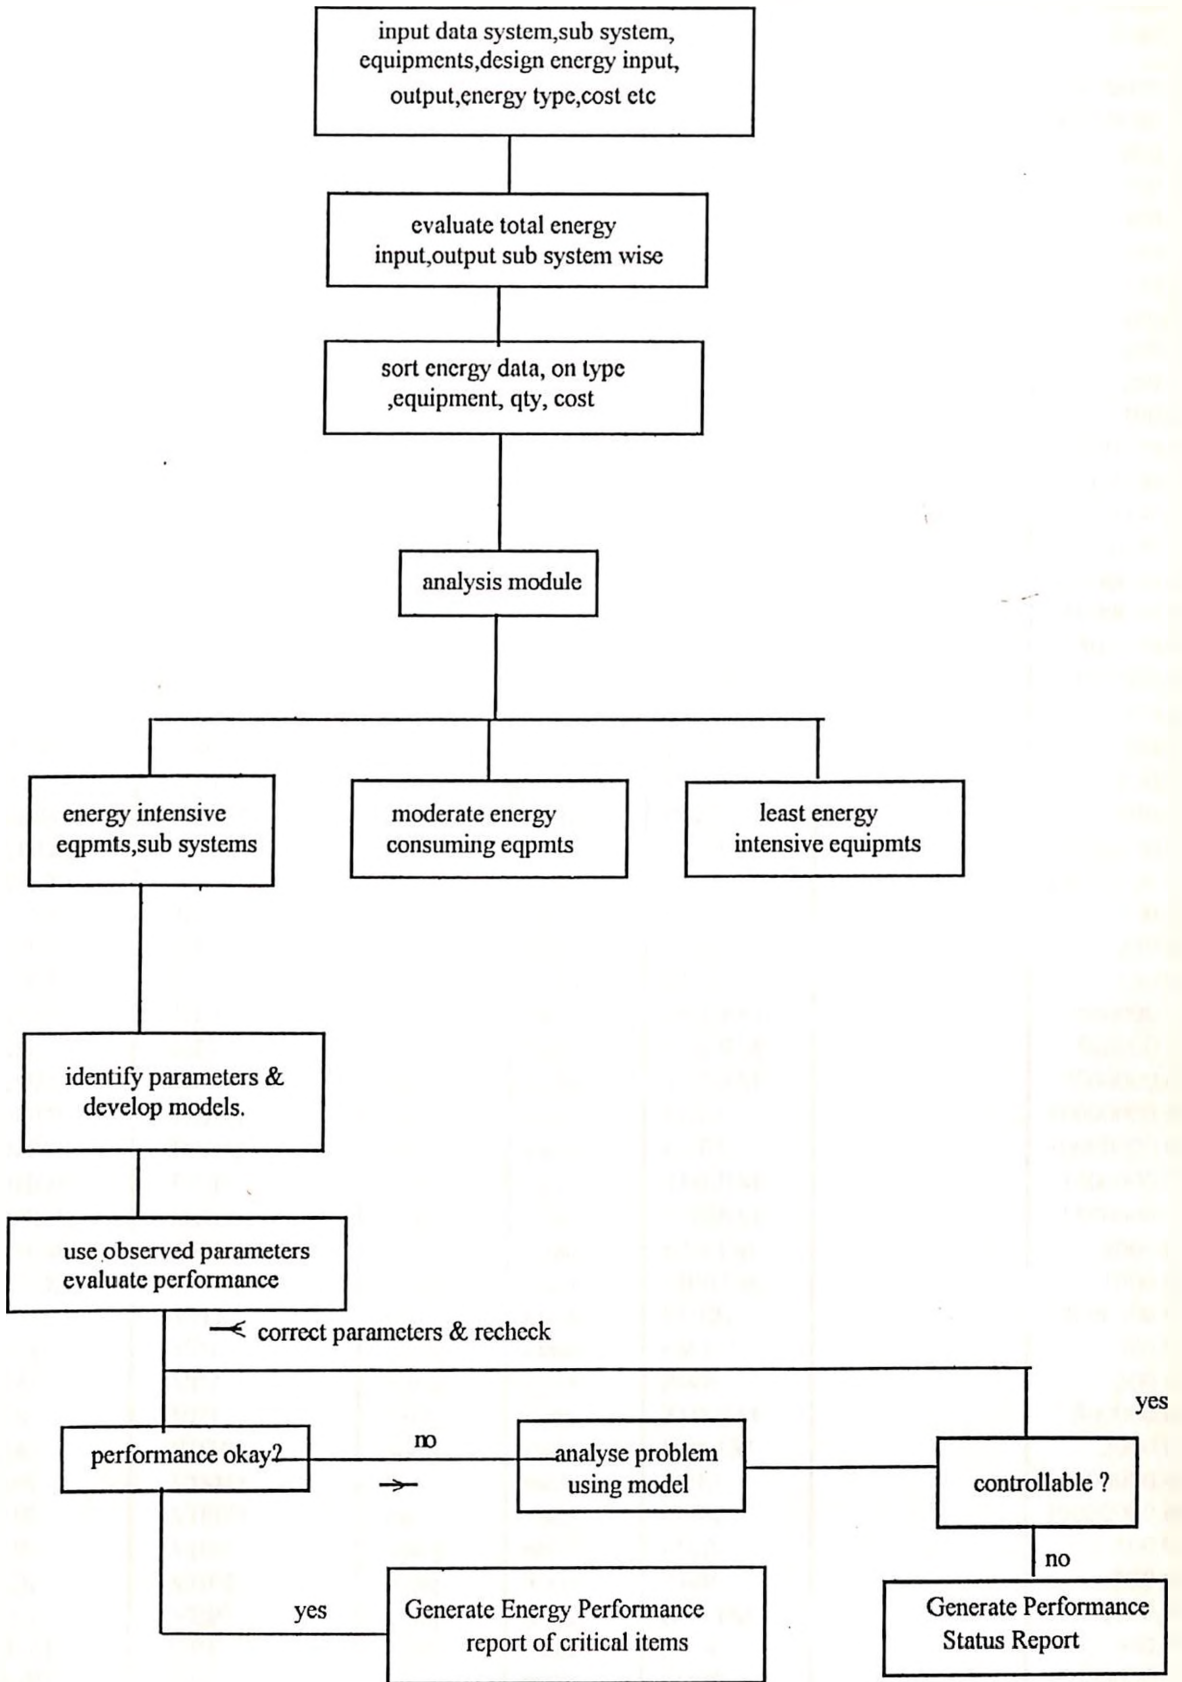 input data system,sub system,
equipments,design energy input,
output,energy type,cost etc
evaluate total energy
input,output sub system wise
sort energy data, on type
,equipment, qty, cost
analysis module
energy intensive
eqpmts,sub systems
moderate energy
consuming eqpmts
least energy
intensive equipmts
identify parameters &
develop models.
use observed parameters
evaluate performance
correct parameters & recheck
yes
performance okay?
no
analyse problem
using model
controllable ?
no
yes
Generate Energy Performance
report of critical items
Generate Performance
Status Report